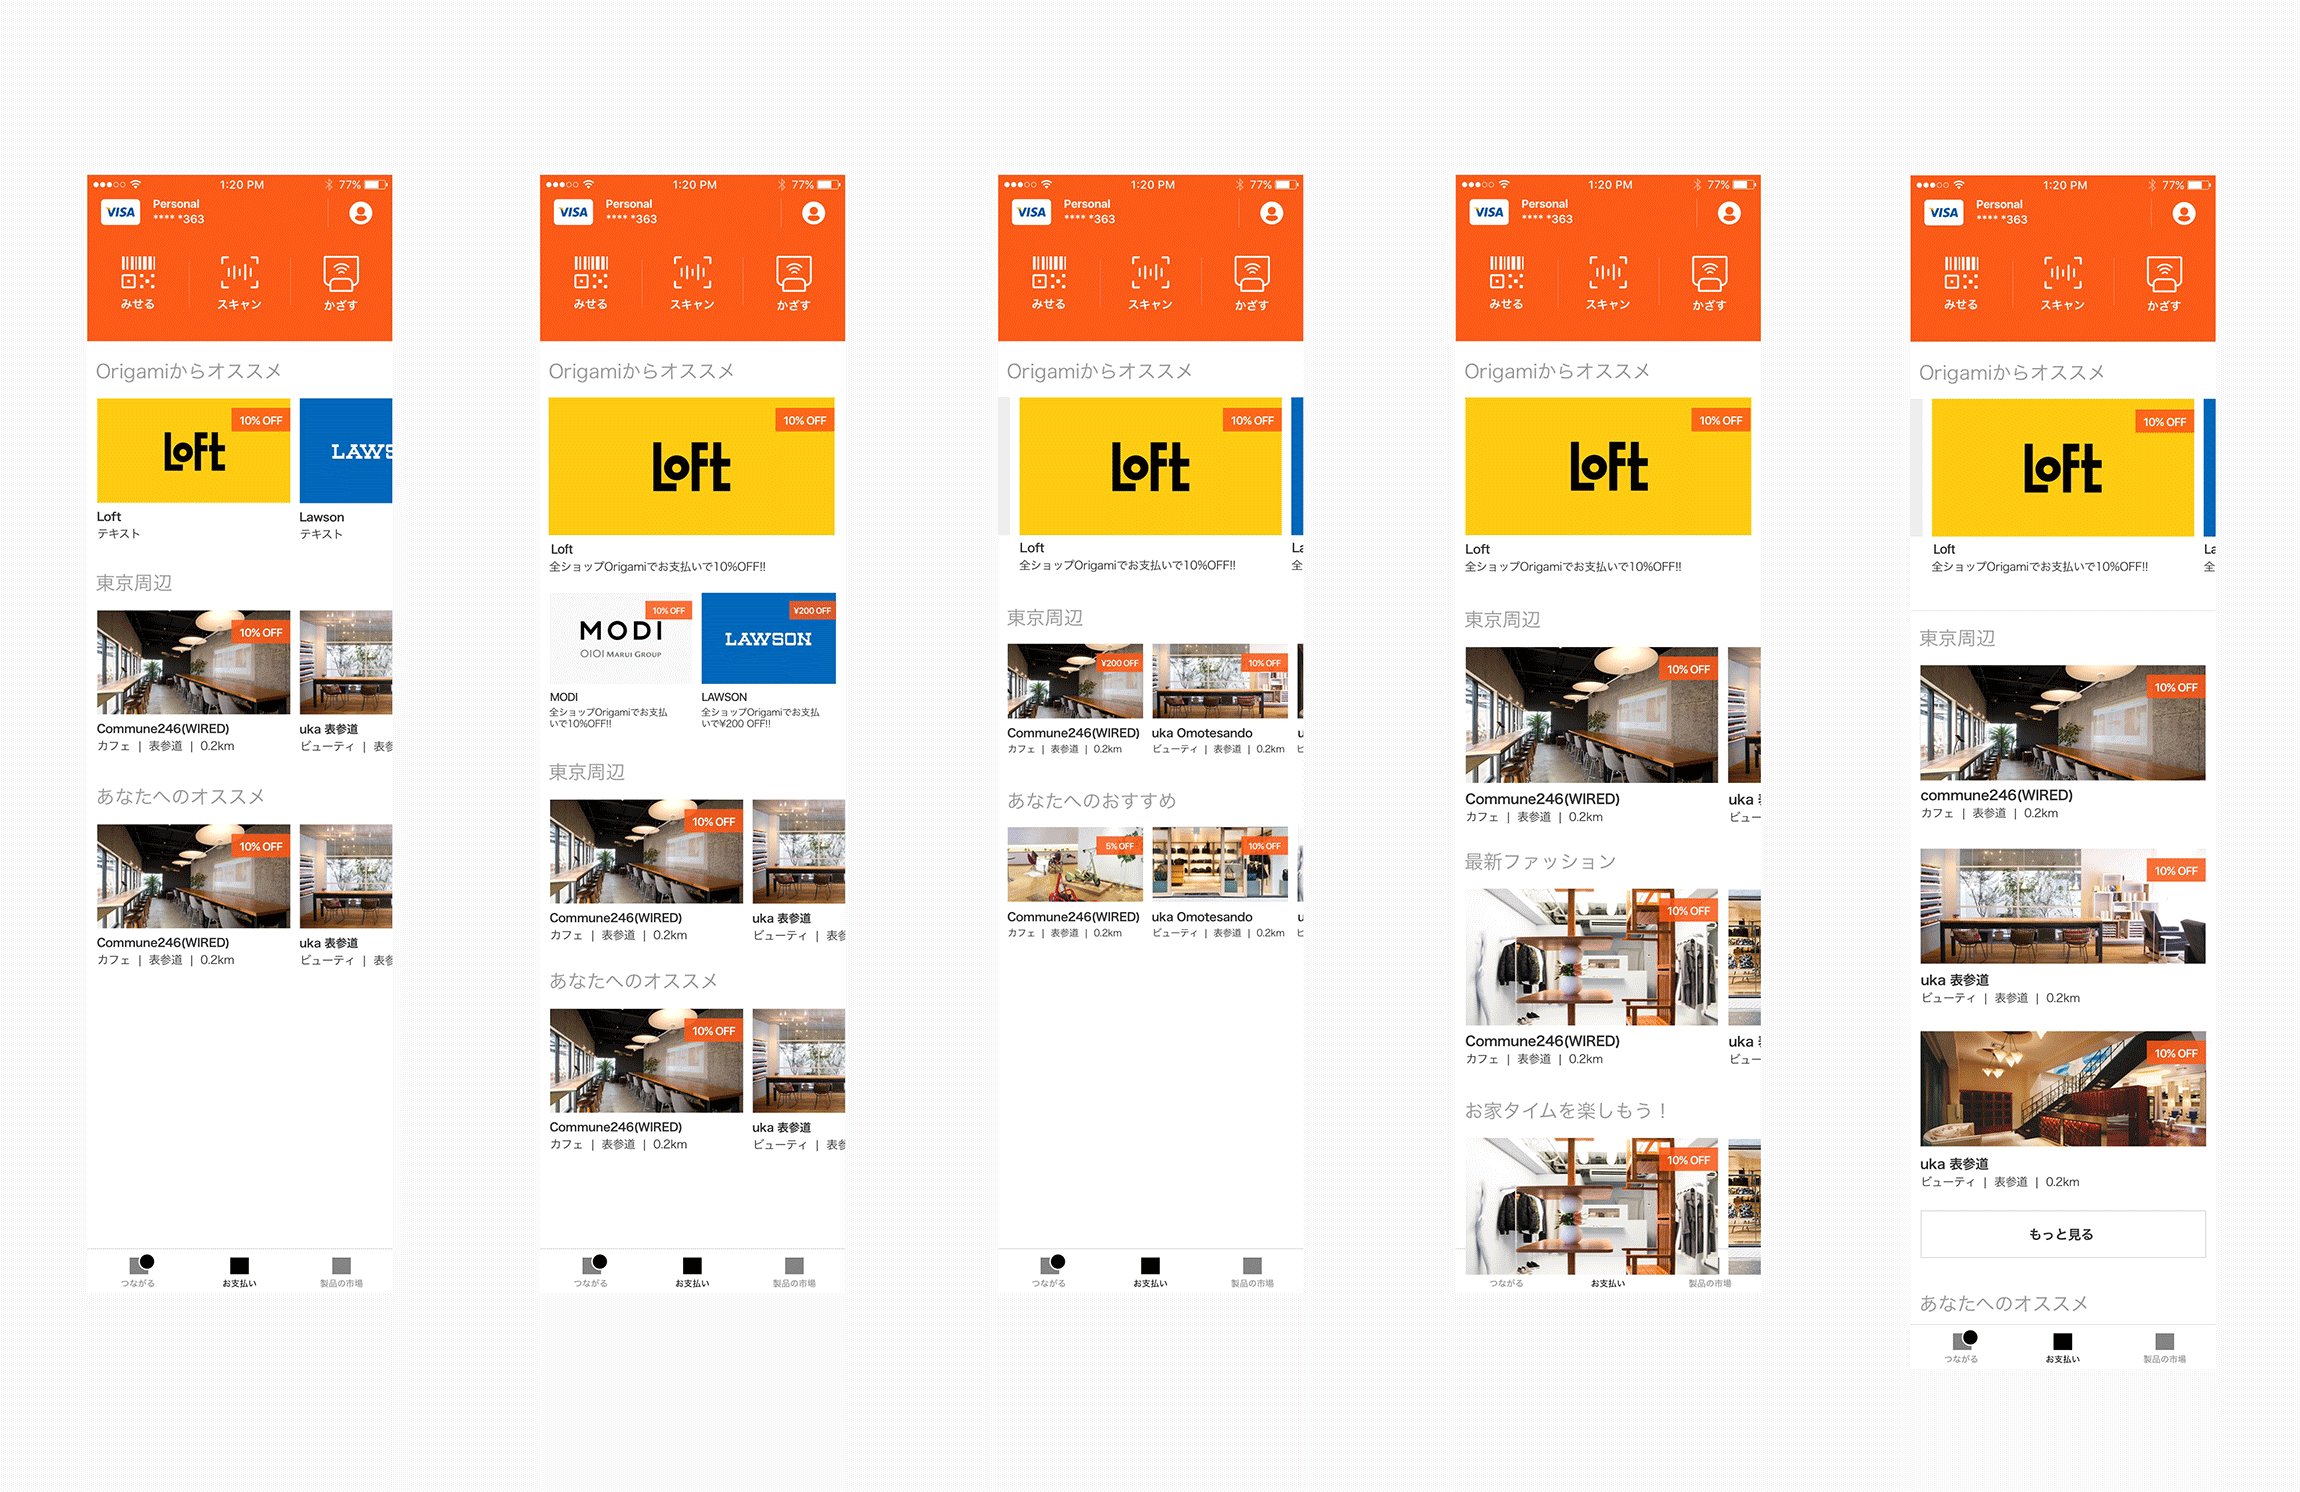 1:20 PM
77%
VISA
Personal
**** *363
みせる
スキャン
かざす
Origamiからオススメ
10% OFF
Loft
LAWS
Loft
テキスト
Lawson
テキスト
東京周辺
10% OFF
Commune246(WIRED)
カフェ | 表参道 | 0.2km
uka 表参道
ビューティ | 表参
あなたへのオススメ
10% OFF
Commune246(WIRED)
カフェ | 表参道 | 0.2km
uka 表参道
ビューティ | 表参
つながる
お支払い
製品の市場
1:20 PM
77%
VISA
Personal
**** *363
みせる
スキャン
かざす
Origamiからオススメ
10% OFF
Loft
Loft
全ショップOrigamiでお支払いで10%OFF!!
10% OFF
MODI
OIOI MARUI GROUP
¥200 OFF
LAWSON
MODI
全ショップOrigamiでお支払
いで10%OFF!!
LAWSON
全ショップOrigamiでお支払
いで¥200 OFF!!
東京周辺
10% OFF
Commune246(WIRED)
カフェ | 表参道 | 0.2km
uka 表参道
ビューティ | 表参
あなたへのオススメ
10% OFF
Commune246(WIRED)
カフェ | 表参道 | 0.2km
uka 表参道
ビューティ | 表参
つながる
お支払い
製品の市場
1:20 PM
77%
VISA
Personal
**** *363
みせる
スキャン
かざす
Origamiからオススメ
10% OFF
Loft
Loft
全ショップOrigamiでお支払いで10%OFF!!
La
全
東京周辺
¥200 OFF
10% OFF
Commune246(WIRED)
カフェ | 表参道 | 0.2km
uka Omotesando
ビューティ | 表参道 | 0.2km
u
ビ
あなたへのおすすめ
5% OFF
10% OFF
Commune246(WIRED)
カフェ | 表参道 | 0.2km
uka Omotesando
ビューティ | 表参道 | 0.2km
u
ビ
つながる
お支払い
製品の市場
1:20 PM
77%
VISA
Personal
**** *363
みせる
スキャン
かざす
Origamiからオススメ
10% OFF
Loft
Loft
全ショップOrigamiでお支払いで10%OFF!!
東京周辺
10% OFF
Commune246(WIRED)
カフェ | 表参道 | 0.2km
uka 表
ビュー
最新ファッション
10% OFF
Commune246(WIRED)
カフェ | 表参道 | 0.2km
uka 表
ビュー
お家タイムを楽しもう！
10% OFF
つながる
お支払い
製品の市場
1:20 PM
77%
VISA
Personal
**** *363
みせる
スキャン
かざす
Origamiからオススメ
10% OFF
Loft
Loft
全ショップOrigamiでお支払いで10%OFF!!
La
全
東京周辺
10% OFF
commune246(WIRED)
カフェ | 表参道 | 0.2km
10% OFF
uka 表参道
ビューティ | 表参道 | 0.2km
10% OFF
uka 表参道
ビューティ | 表参道 | 0.2km
もっと見る
あなたへのオススメ
つながる
お支払い
製品の市場